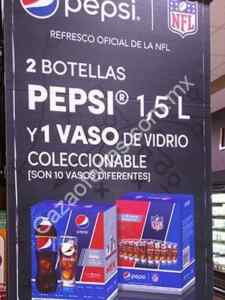 pepsi.
NFL
REFRESCO OFICIAL DE LA NFL
2 BOTELLAS
PEPSI® 1.5 L
Y 1 VASO DE VIDRIO
COLECCIONABLE
[SON 10 VASOS DIFERENTES]
pepsi